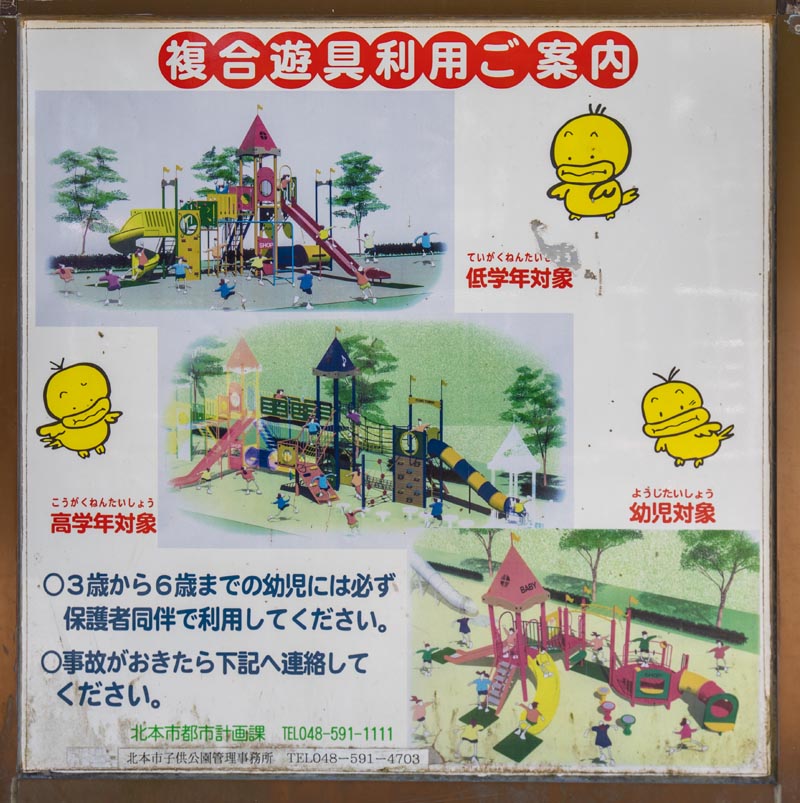 複合遊具利用ご案内
ていがくねんたい
低学年対象
SHOP
こうがくねんたいしょう
高学年対象
ようじたいしょう
幼児対象
BABY
SHOP
〇３歳から６歳までの幼児には必ず
保護者同伴で利用してください。
〇事故がおきたら下記へ連絡して
ください。
北本市都市計画課 TEL048-591-1111
北本市子供公園管理事務所 TEL048－591－4703